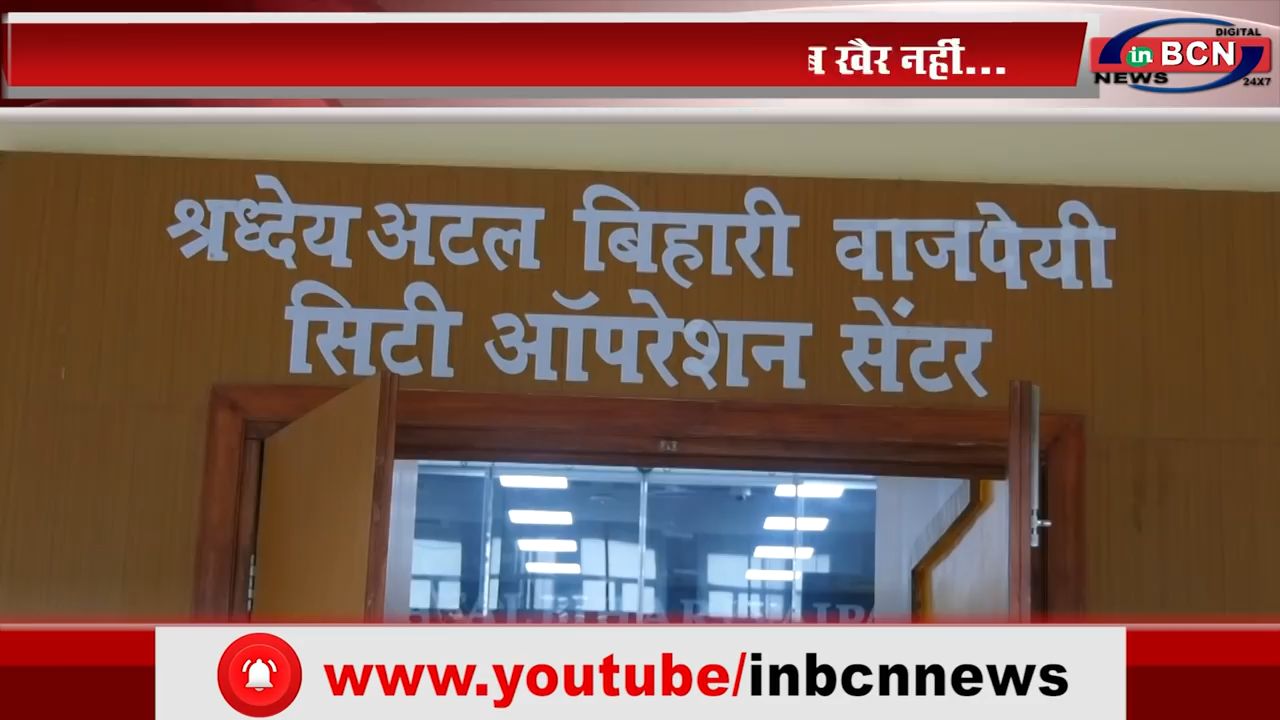 खैर नहीं...
DIGITAL
in BCN
NEWS 24X7
श्रध्देय अटल बिहारी वाजपेयी
सिटी ऑपरेशन सेंटर
www.youtube/inbcnnews